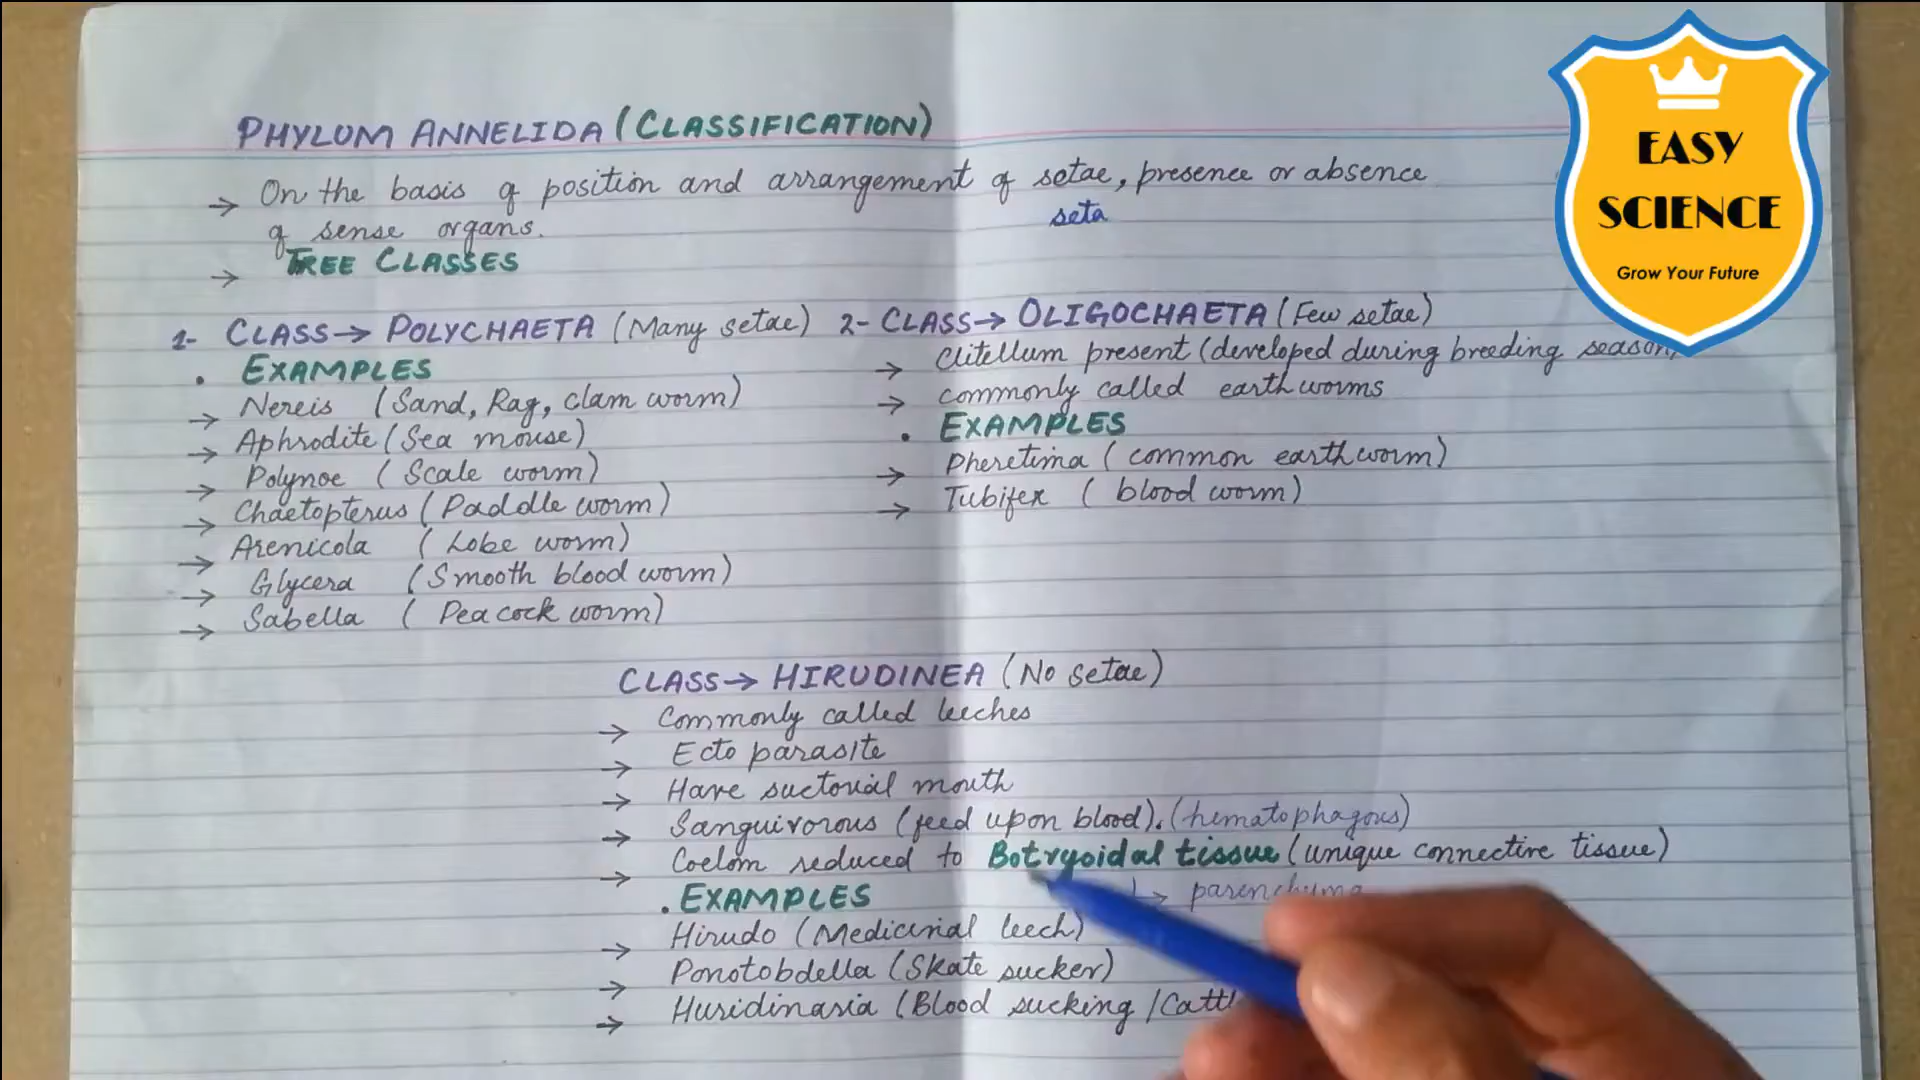 PHYLUM ANNELIDA (CLASSIFICATION)
→ On the basis of position and arrangement of setae, presence or absence
seta
of sense organs.
→ TREE CLASSES
1- CLASS→ POLYCHAETA (Many setae)
. EXAMPLES
→ Nereis (Sand, Rag, clam worm)
→ Aphrodite (Sea mouse)
→ Polynoe (Scale worm)
→ Chaetopterus (Paddle worm)
→ Arenicola (Lobe worm)
→ Glycera (Smooth blood worm)
→ Sabella (Peacock worm)
2- CLASS→ OLIGOCHAETA (Few setae)
→ Clitellum present (developed during breeding season)
→ commonly called earthworms
. EXAMPLES
→ Pheretima (common earthworm)
→ Tubifex (blood worm)
CLASS→ HIRUDINEA (No setae)
→ Commonly called leeches
→ Ecto parasite
→ Have suctorial mouth
→ Sanguivorous (feed upon blood). (hematophagous)
→ Coelom reduced to Botryoidal tissue (unique connective tissue)
↳ parenchyma
. EXAMPLES
→ Hirudo (Medicinal leech)
→ Ponotobdella (Skate sucker)
→ Huridinaria (Blood sucking /Cattl
EASY
SCIENCE
Grow Your Future